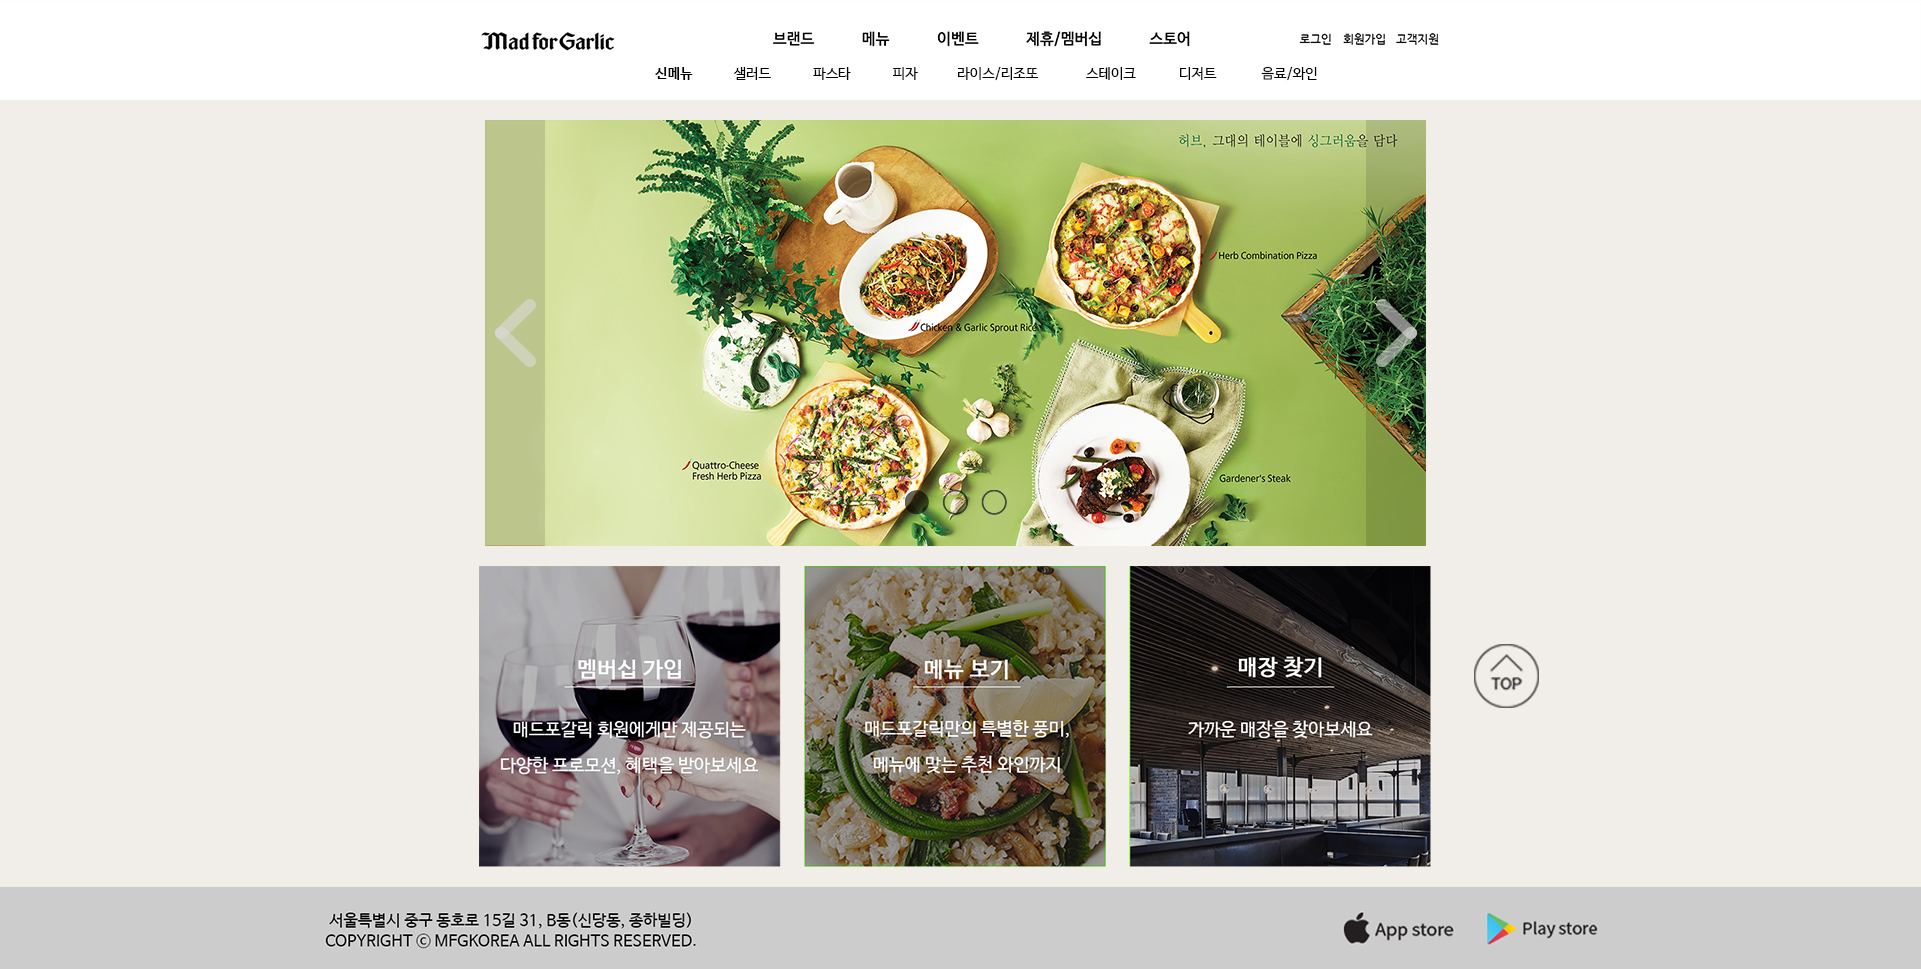 Mad for Garlic
브랜드 메뉴 이벤트 제휴/멤버십 스토어
로그인 회원가입 고객지원
신메뉴 샐러드 파스타 피자 라이스/리조또 스테이크 디저트 음료/와인
허브, 그대의 테이블에 싱그러움을 담다
Herb Combination Pizza
Chicken & Garlic Sprout Rice
Quattro-Cheese
Fresh Herb Pizza
Gardener's Steak
멤버십 가입
매드포갈릭 회원에게만 제공되는
다양한 프로모션, 혜택을 받아보세요
메뉴 보기
매드포갈릭만의 특별한 풍미,
메뉴에 맞는 추천 와인까지
매장 찾기
가까운 매장을 찾아보세요
TOP
서울특별시 중구 동호로 15길 31, B동(신당동, 종하빌딩)
COPYRIGHT ⓒ MFGKOREA ALL RIGHTS RESERVED.
App store
Play store